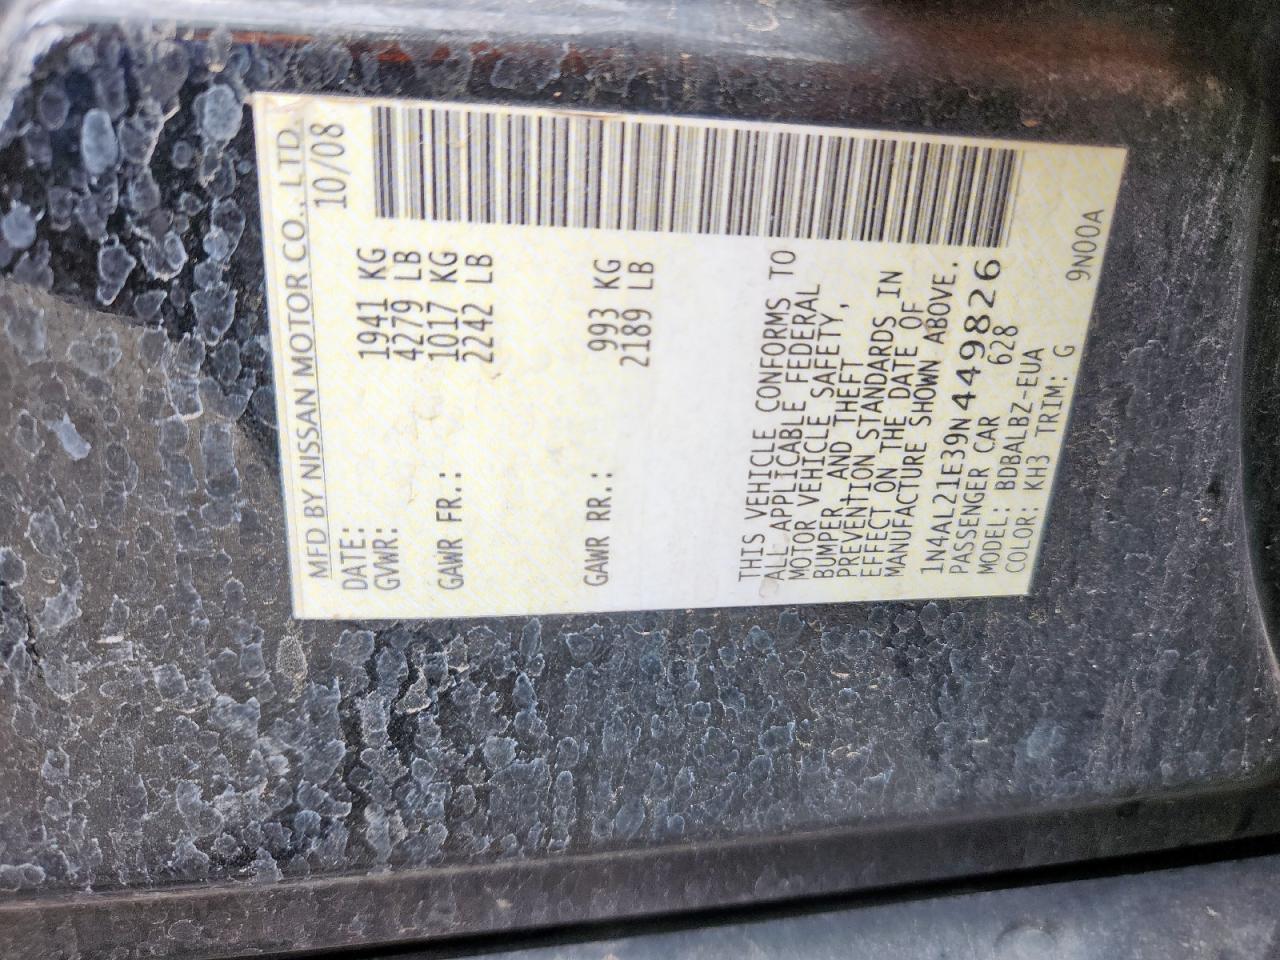 MFD BY NISSAN MOTOR CO., LTD.
DATE: 10/08
GVWR: 1941 KG
4279 LB
GAWR FR.: 1017 KG
2242 LB
GAWR RR.: 993 KG
2189 LB
THIS VEHICLE CONFORMS TO
ALL APPLICABLE FEDERAL
MOTOR VEHICLE SAFETY,
BUMPER, AND THEFT
PREVENTION STANDARDS IN
EFFECT ON THE DATE OF
MANUFACTURE SHOWN ABOVE.
1N4AL21E39N449826
PASSENGER CAR 628
MODEL: BDBALBZ-EUA
COLOR: KH3 TRIM: G
9N00A